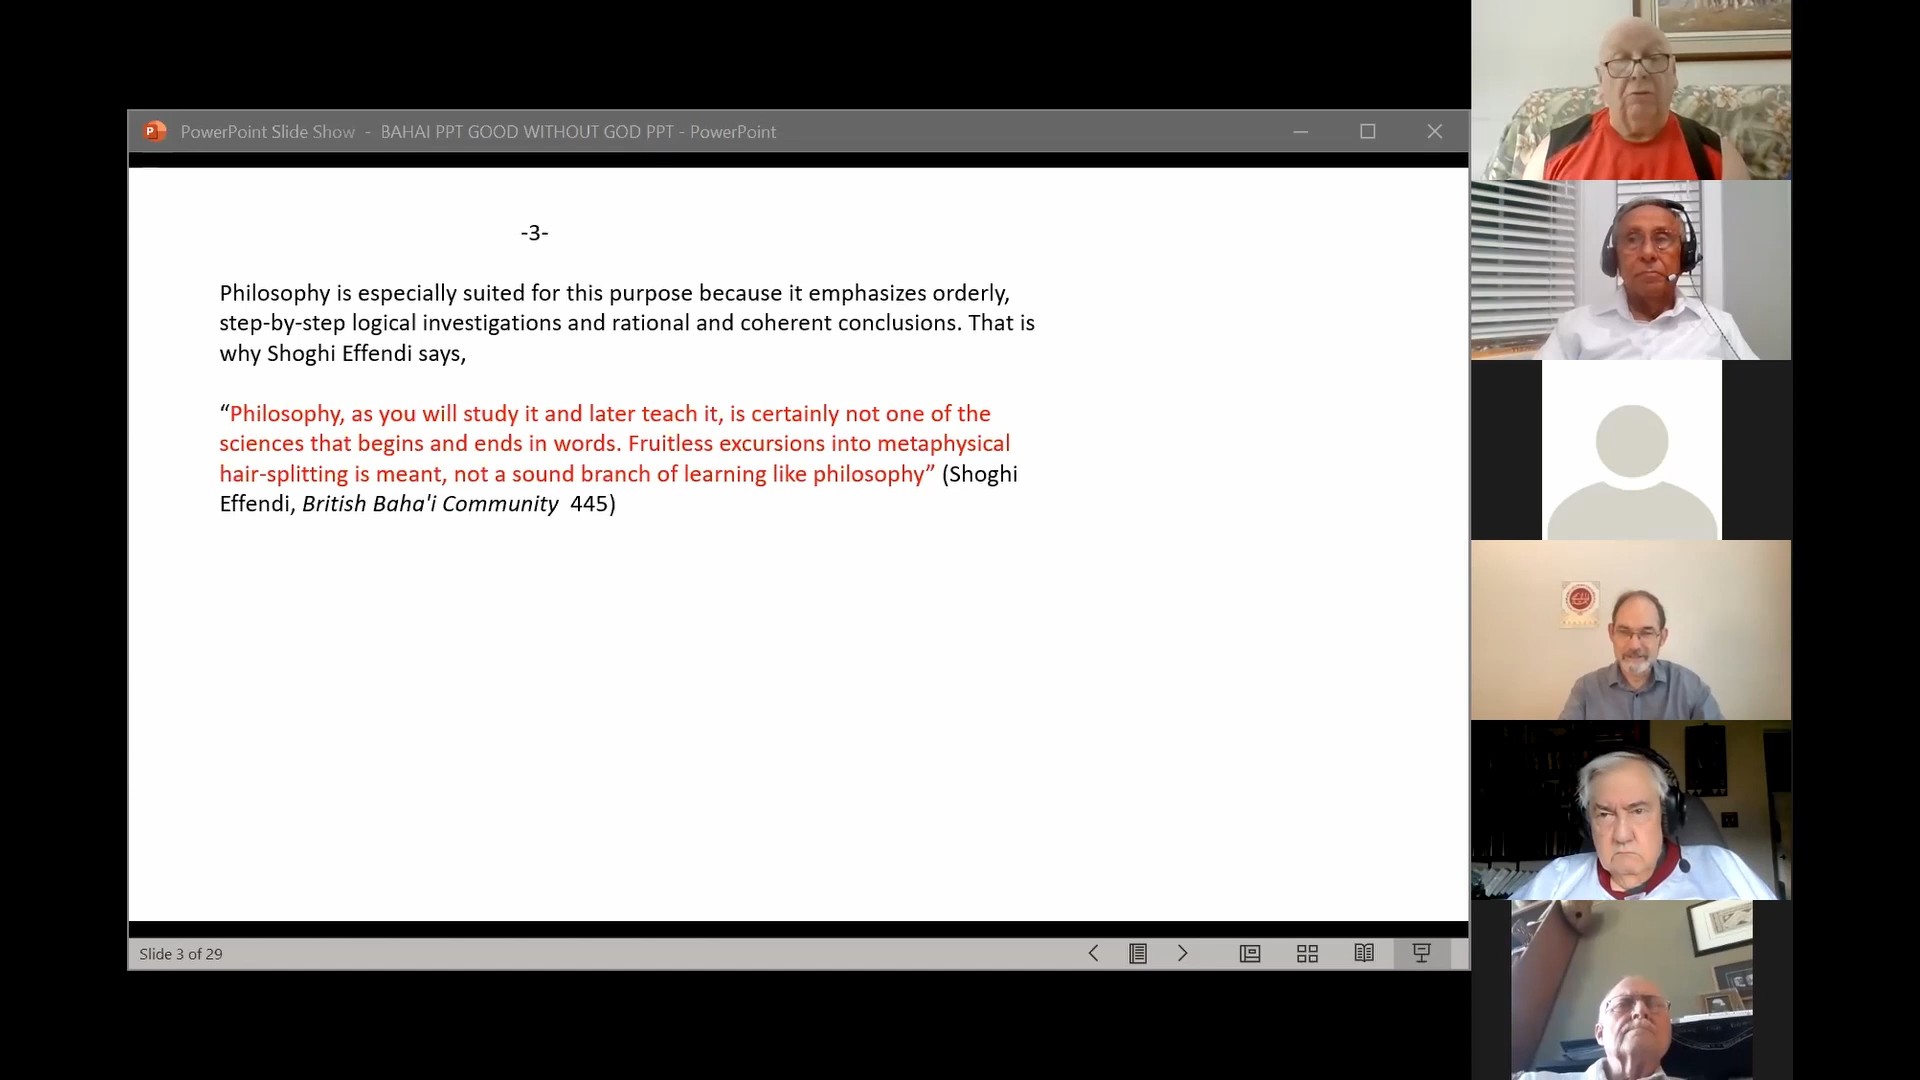 PowerPoint Slide Show - BAHAI PPT GOOD WITHOUT GOD PPT - PowerPoint
-3-
Philosophy is especially suited for this purpose because it emphasizes orderly,
step-by-step logical investigations and rational and coherent conclusions. That is
why Shoghi Effendi says,
“Philosophy, as you will study it and later teach it, is certainly not one of the
sciences that begins and ends in words. Fruitless excursions into metaphysical
hair-splitting is meant, not a sound branch of learning like philosophy” (Shoghi
Effendi, British Baha'i Community 445)
Slide 3 of 29